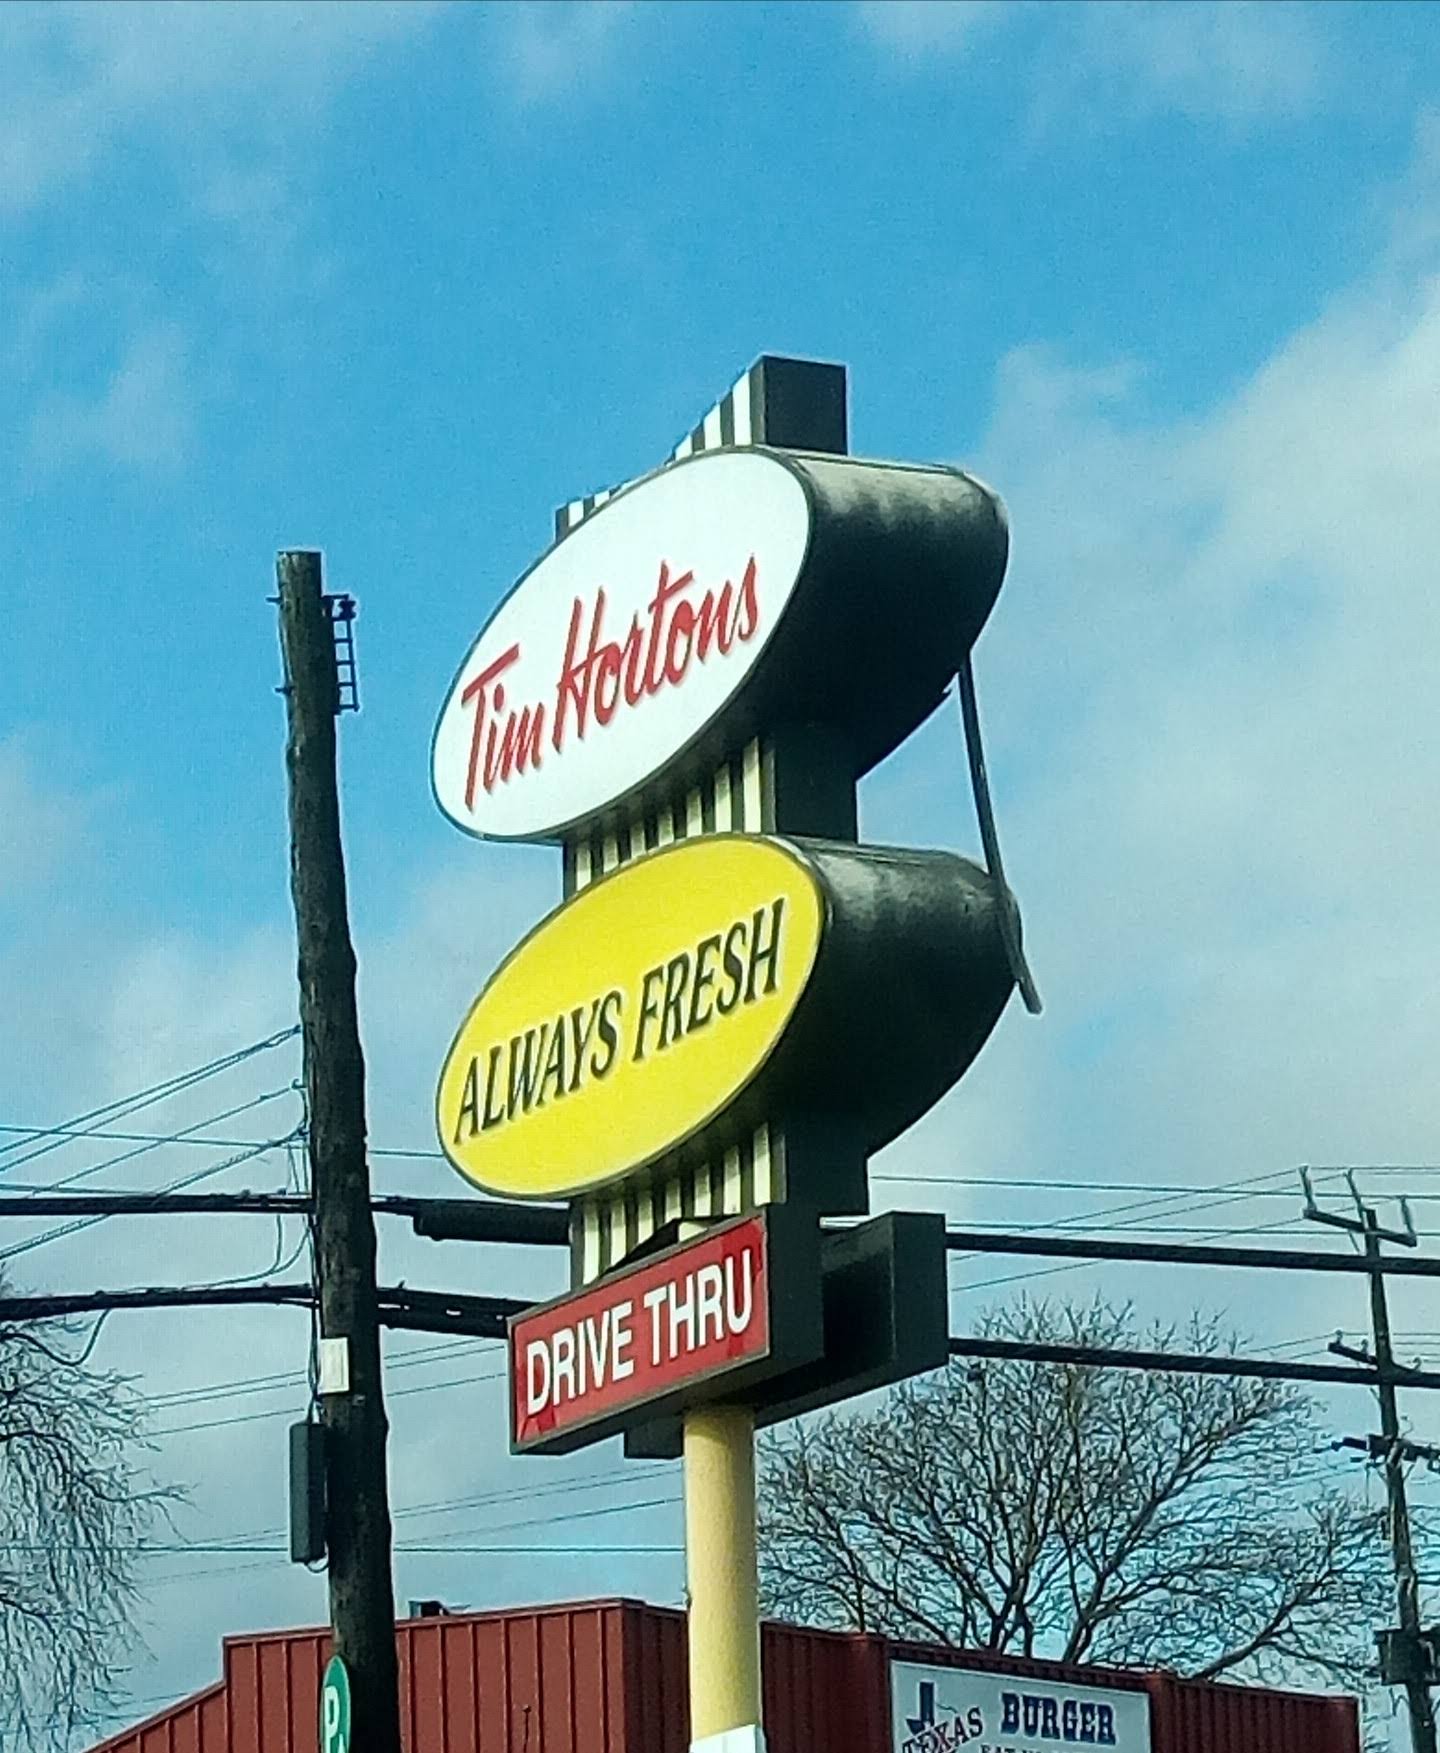 Tim Hortons
ALWAYS FRESH
DRIVE THRU
P
TEXAS BURGER